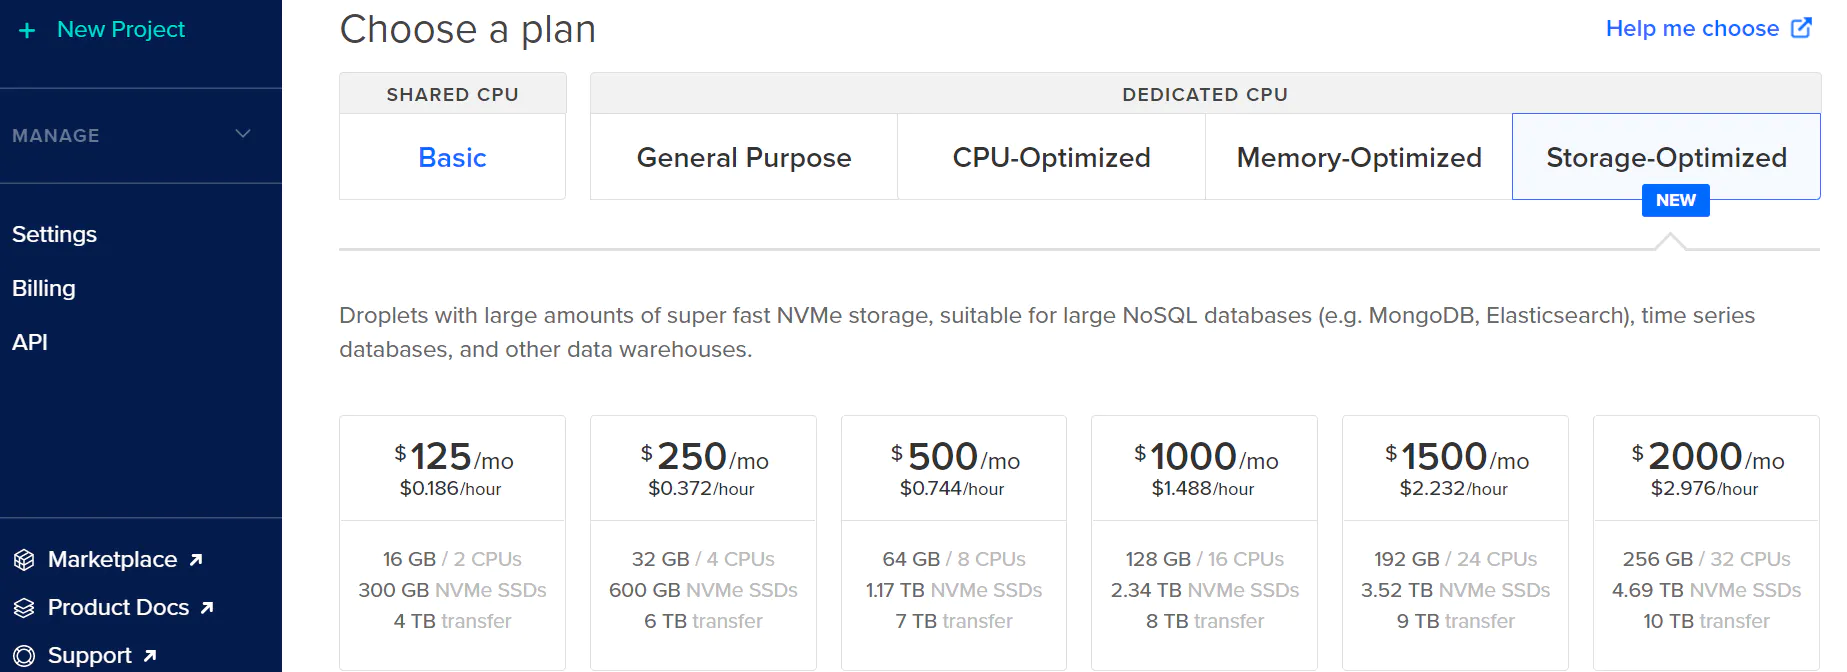 + New Project
MANAGE
Settings
Billing
API
Marketplace
Product Docs
Support
Choose a plan
Help me choose
SHARED CPU
DEDICATED CPU
Basic
General Purpose
CPU-Optimized
Memory-Optimized
Storage-Optimized
NEW
Droplets with large amounts of super fast NVMe storage, suitable for large NoSQL databases (e.g. MongoDB, Elasticsearch), time series
databases, and other data warehouses.
$125/mo
$0.186/hour
16 GB / 2 CPUs
300 GB NVMe SSDs
4 TB transfer
$250/mo
$0.372/hour
32 GB / 4 CPUs
600 GB NVMe SSDs
6 TB transfer
$500/mo
$0.744/hour
64 GB / 8 CPUs
1.17 TB NVMe SSDs
7 TB transfer
$1000/mo
$1.488/hour
128 GB / 16 CPUs
2.34 TB NVMe SSDs
8 TB transfer
$1500/mo
$2.232/hour
192 GB / 24 CPUs
3.52 TB NVMe SSDs
9 TB transfer
$2000/mo
$2.976/hour
256 GB / 32 CPUs
4.69 TB NVMe SSDs
10 TB transfer